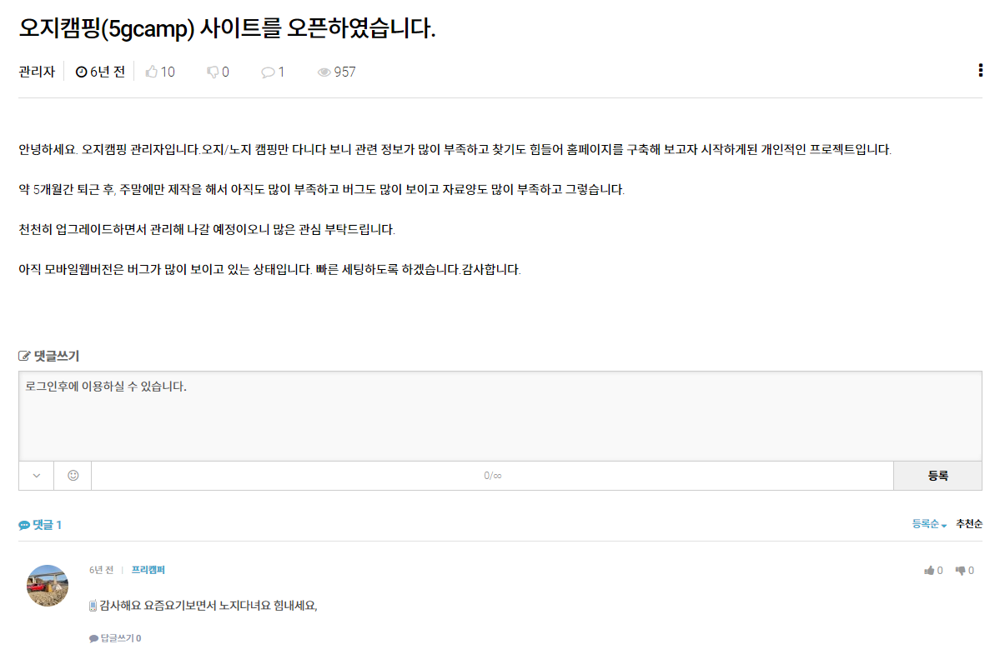 오지캠핑(5gcamp) 사이트를 오픈하였습니다.
관리자 6년 전 10 0 1 957
안녕하세요. 오지캠핑 관리자입니다.오지/노지 캠핑만 다니다 보니 관련 정보가 많이 부족하고 찾기도 힘들어 홈페이지를 구축해 보고자 시작하게된 개인적인 프로젝트입니다.
약 5개월간 퇴근 후, 주말에만 제작을 해서 아직도 많이 부족하고 버그도 많이 보이고 자료양도 많이 부족하고 그렇습니다.
천천히 업그레이드하면서 관리해 나갈 예정이오니 많은 관심 부탁드립니다.
아직 모바일웹버전은 버그가 많이 보이고 있는 상태입니다. 빠른 세팅하도록 하겠습니다.감사합니다.
댓글쓰기
로그인후에 이용하실 수 있습니다.
0/∞ 등록
댓글 1 등록순 추천순
6년 전 프리캠퍼 0 0
감사해요 요즘요기보면서 노지다녀요 힘내세요,
답글쓰기 0